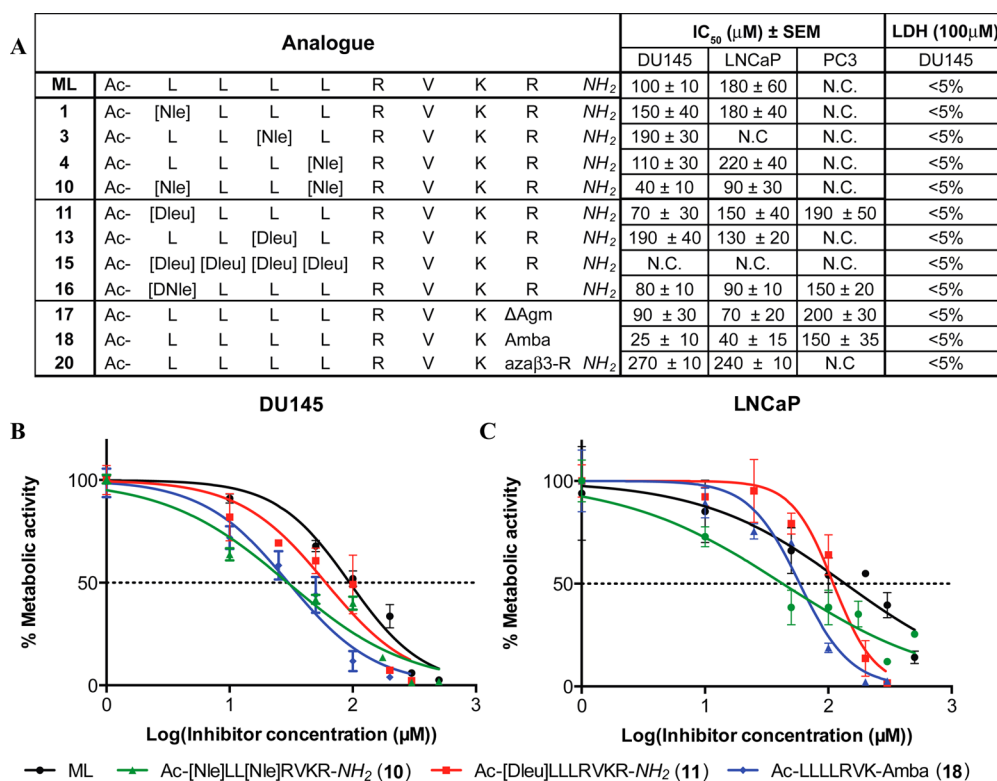 A
Analogue IC50 (µM) ± SEM LDH (100µM)
DU145 LNCaP PC3 DU145
ML Ac- L L L L R V K R NH2 100 ± 10 180 ± 60 N.C. <5%
1 Ac- [Nle] L L L R V K R NH2 150 ± 40 180 ± 40 N.C. <5%
3 Ac- L L [Nle] L R V K R NH2 190 ± 30 N.C N.C. <5%
4 Ac- L L L [Nle] R V K R NH2 110 ± 30 220 ± 40 N.C. <5%
10 Ac- [Nle] L L [Nle] R V K R NH2 40 ± 10 90 ± 30 N.C. <5%
11 Ac- [Dleu] L L L R V K R NH2 70 ± 30 150 ± 40 190 ± 50 <5%
13 Ac- L L [Dleu] L R V K R NH2 190 ± 40 130 ± 20 N.C. <5%
15 Ac- [Dleu] [Dleu] [Dleu] [Dleu] R V K R NH2 N.C. N.C. N.C. <5%
16 Ac- [DNle] L L L R V K R NH2 80 ± 10 90 ± 10 150 ± 20 <5%
17 Ac- L L L L R V K ΔAgm 90 ± 30 70 ± 20 200 ± 30 <5%
18 Ac- L L L L R V K Amba 25 ± 10 40 ± 15 150 ± 35 <5%
20 Ac- L L L L R V K azaβ3-R NH2 270 ± 10 240 ± 10 N.C <5%
B
DU145
% Metabolic activity
100
50
0
0 1 2 3
Log(Inhibitor concentration (µM))
C
LNCaP
% Metabolic activity
100
50
0
0 1 2 3
Log(Inhibitor concentration (µM))
ML Ac-[Nle]LL[Nle]RVKR-NH2 (10) Ac-[Dleu]LLLRVKR-NH2 (11) Ac-LLLLRVK-Amba (18)